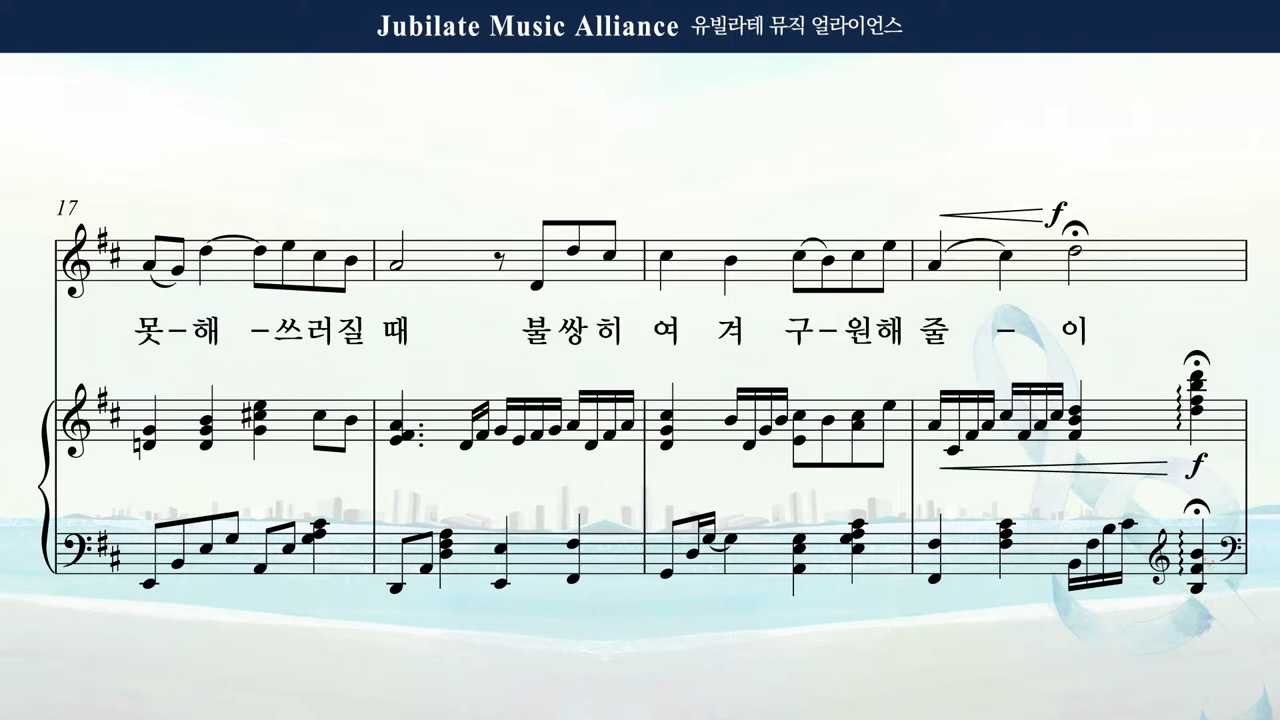 Jubilate Music Alliance 유빌라테 뮤직 얼라이언스
17
f
못-해 -쓰러질 때 불쌍히 여 겨 구-원해 줄 - 이
f